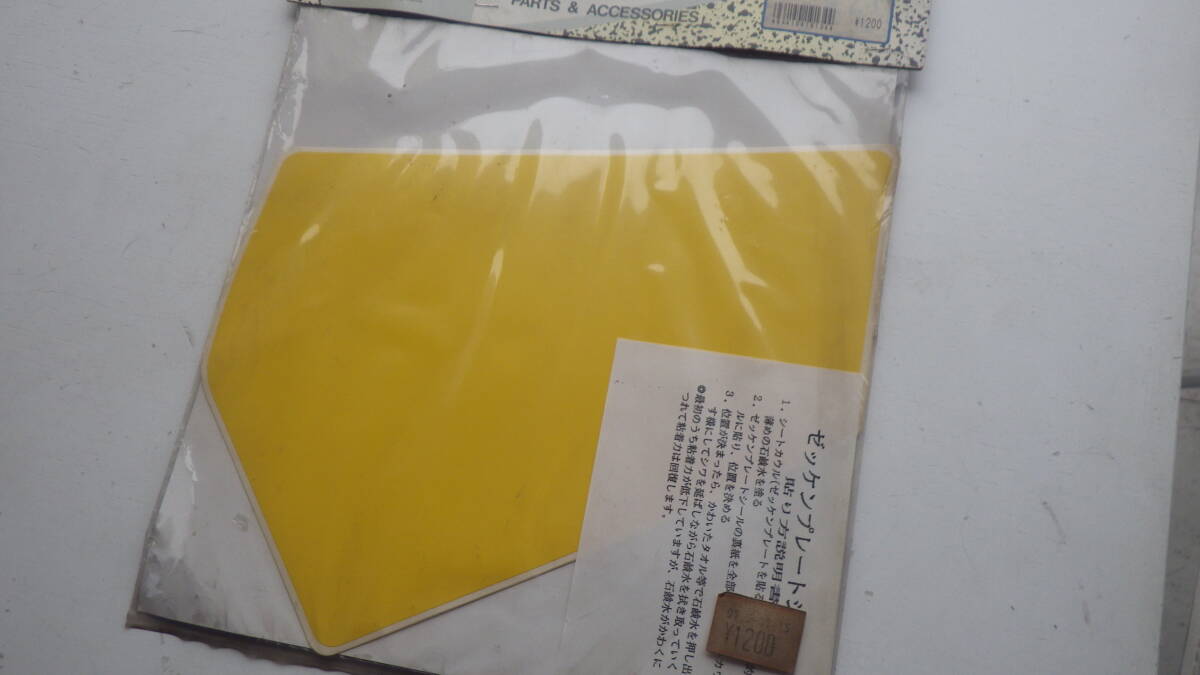 PARTS & ACCESSORIES
¥1200
ゼッケンプレート
貼り方説明書
1．シートカウル(ゼッケンプレートを貼る
薄めの石鹸水を塗る
2．ゼッケンプレートシールの裏紙を全部
ルに貼り、位置を決める
3．位置が決まったら、かわいたタオル等で石鹸水を押し出
す様にしてシワを延ばしながら石鹸水を拭き取っていく
◎最初のうち粘着力が低下していますが、石鹸水がかわくに
つれて粘着力は回復します。
¥1200